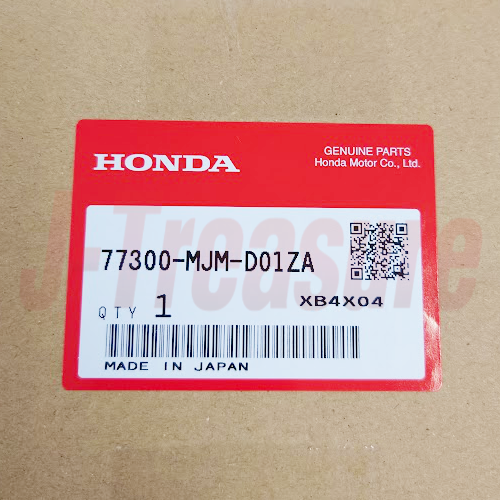 HONDA
GENUINE PARTS
Honda Motor Co., Ltd.
J-Treasure
77300-MJM-D01ZA
QTY 1
XB4X04
MADE IN JAPAN